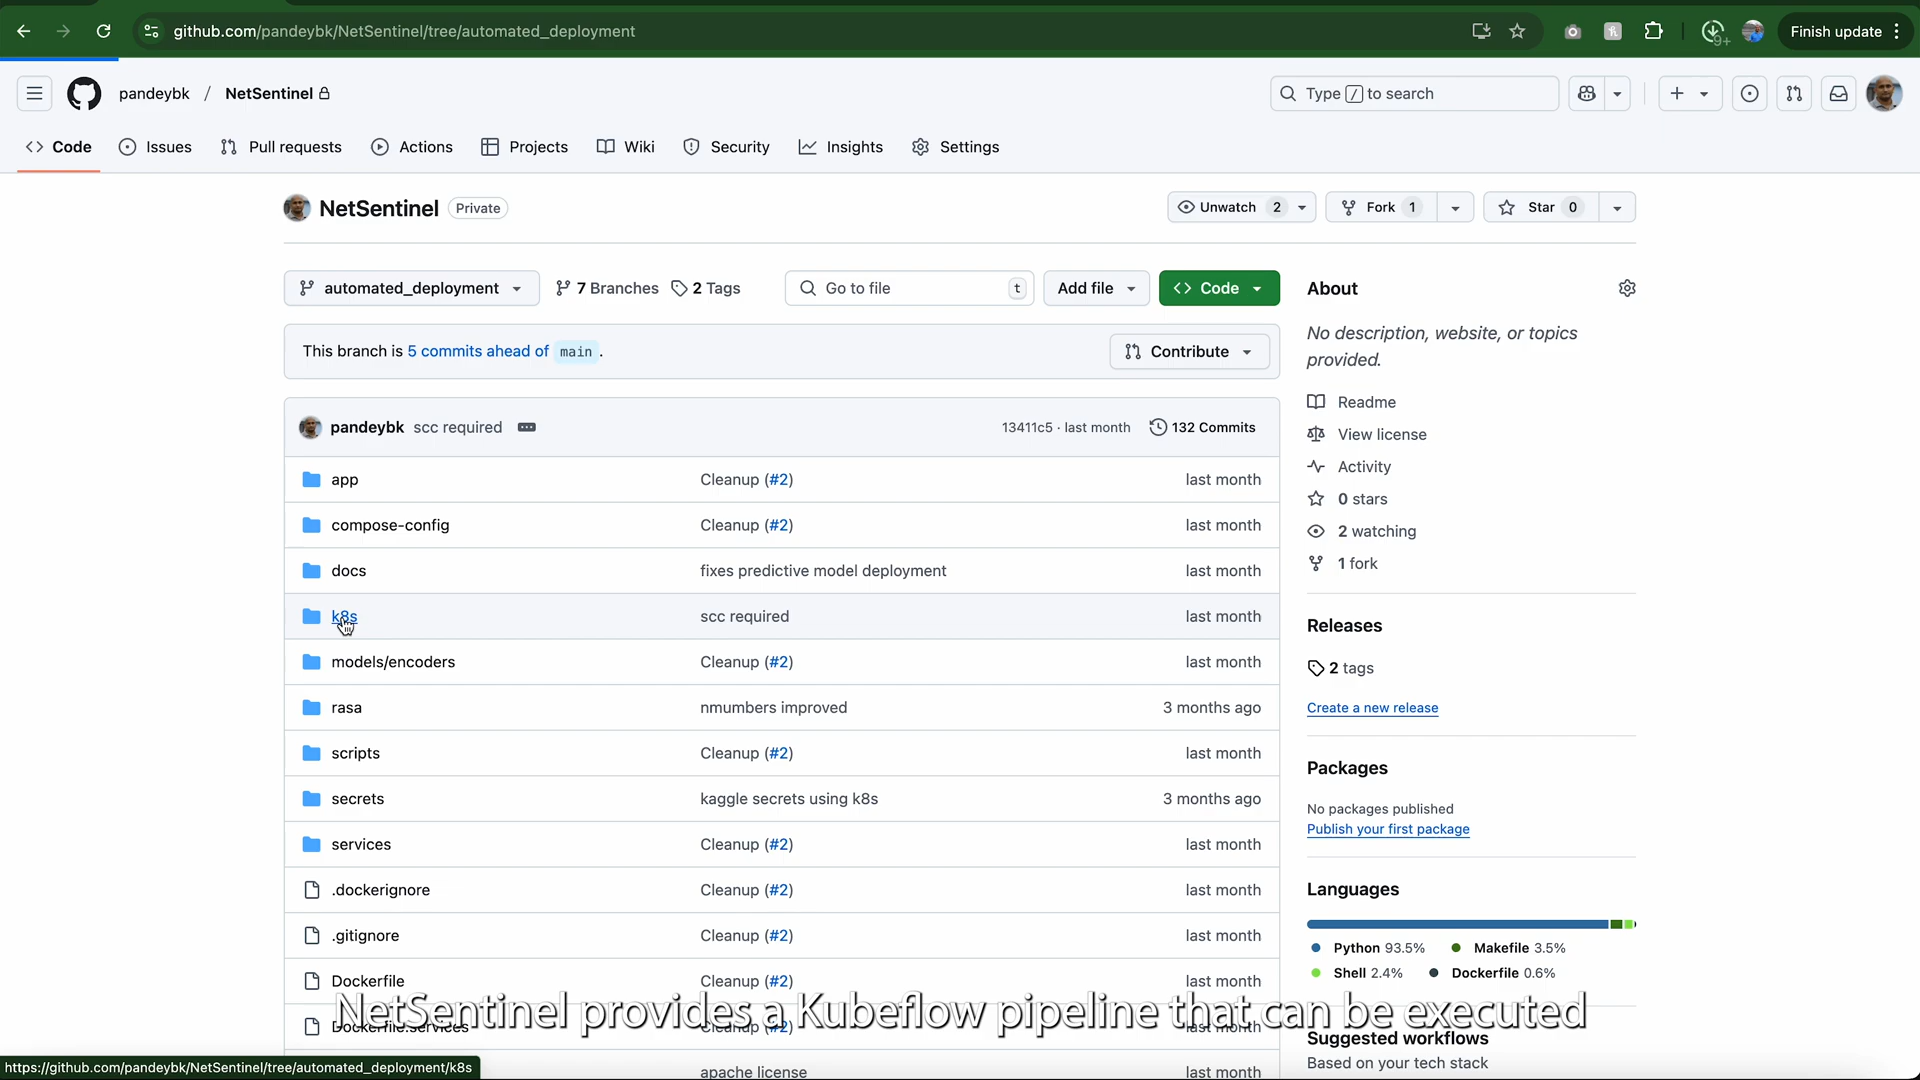 github.com/pandeybk/NetSentinel/tree/automated_deployment
9+
Finish update
pandeybk / NetSentinel
Type / to search
Code
Issues
Pull requests
Actions
Projects
Wiki
Security
Insights
Settings
NetSentinel Private
Unwatch 2
Fork 1
Star 0
automated_deployment
7 Branches
2 Tags
Go to file t
Add file
Code
This branch is 5 commits ahead of main .
Contribute
pandeybk scc required
13411c5 · last month
132 Commits
app Cleanup (#2) last month
compose-config Cleanup (#2) last month
docs fixes predictive model deployment last month
k8s scc required last month
models/encoders Cleanup (#2) last month
rasa nmumbers improved 3 months ago
scripts Cleanup (#2) last month
secrets kaggle secrets using k8s 3 months ago
services Cleanup (#2) last month
.dockerignore Cleanup (#2) last month
.gitignore Cleanup (#2) last month
Dockerfile Cleanup (#2) last month
Dockerfile.services Cleanup (#2) last month
apache license last month
About
No description, website, or topics
provided.
Readme
View license
Activity
0 stars
2 watching
1 fork
Releases
2 tags
Create a new release
Packages
No packages published
Publish your first package
Languages
Python 93.5%
Makefile 3.5%
Shell 2.4%
Dockerfile 0.6%
Suggested workflows
Based on your tech stack
NetSentinel provides a Kubeflow pipeline that can be executed
https://github.com/pandeybk/NetSentinel/tree/automated_deployment/k8s